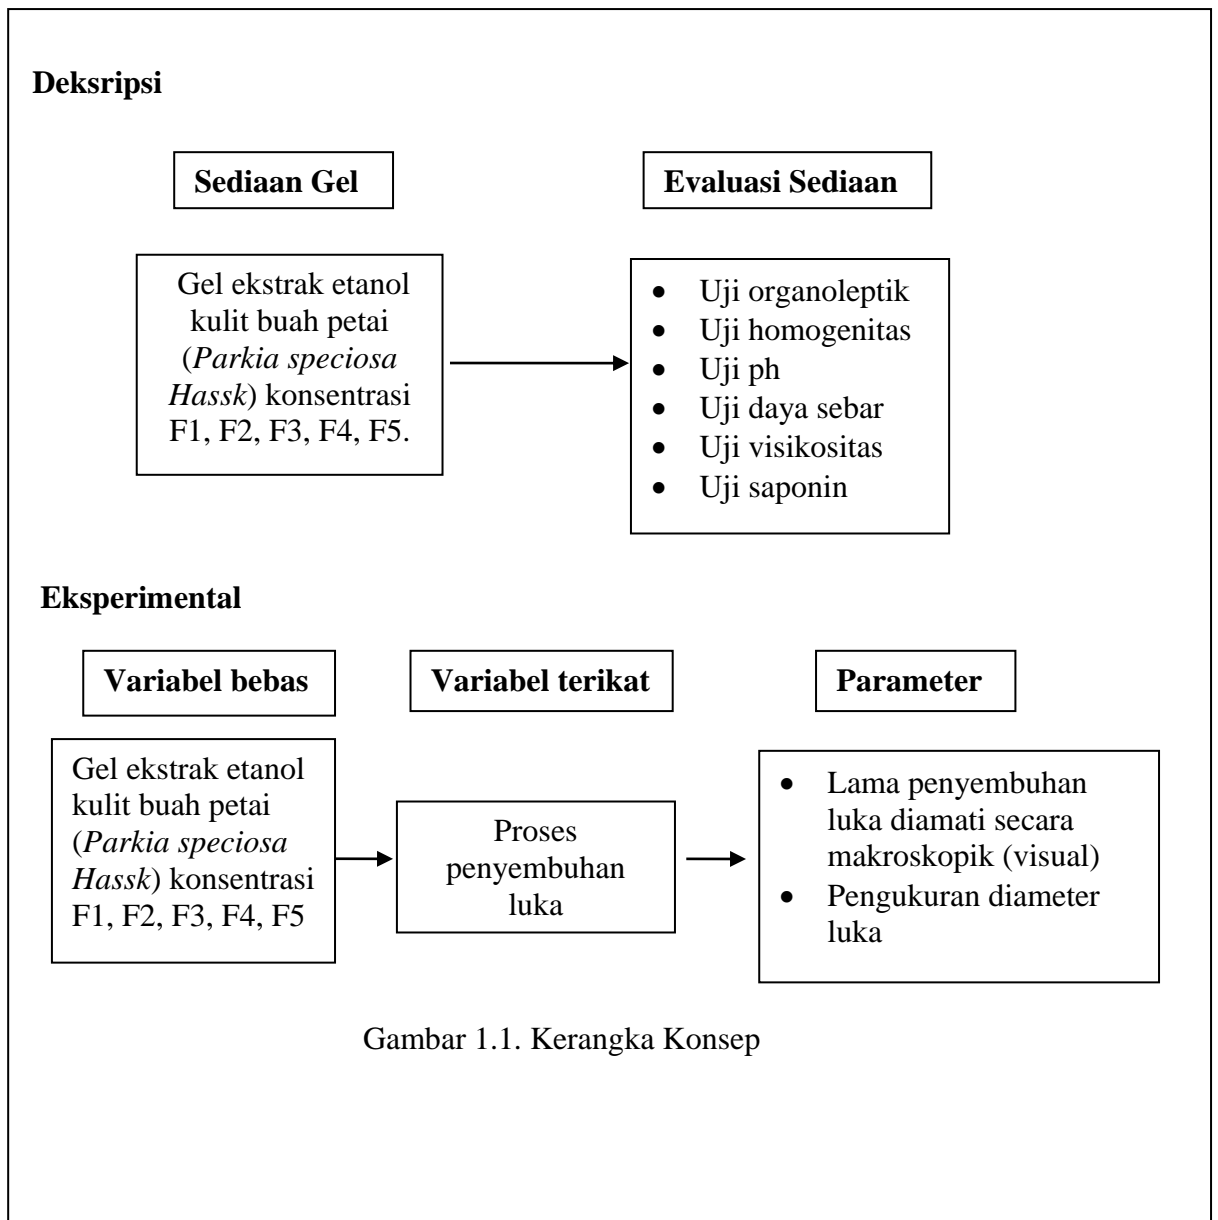 Deksripsi
Sediaan Gel
Evaluasi Sediaan
Gel ekstrak etanol
kulit buah petai
(Parkia speciosa
Hassk) konsentrasi
F1, F2, F3, F4, F5.
• Uji organoleptik
• Uji homogenitas
• Uji ph
• Uji daya sebar
• Uji visikositas
• Uji saponin
Eksperimental
Variabel bebas
Variabel terikat
Parameter
Gel ekstrak etanol
kulit buah petai
(Parkia speciosa
Hassk) konsentrasi
F1, F2, F3, F4, F5
Proses
penyembuhan
luka
• Lama penyembuhan
luka diamati secara
makroskopik (visual)
• Pengukuran diameter
luka
Gambar 1.1. Kerangka Konsep